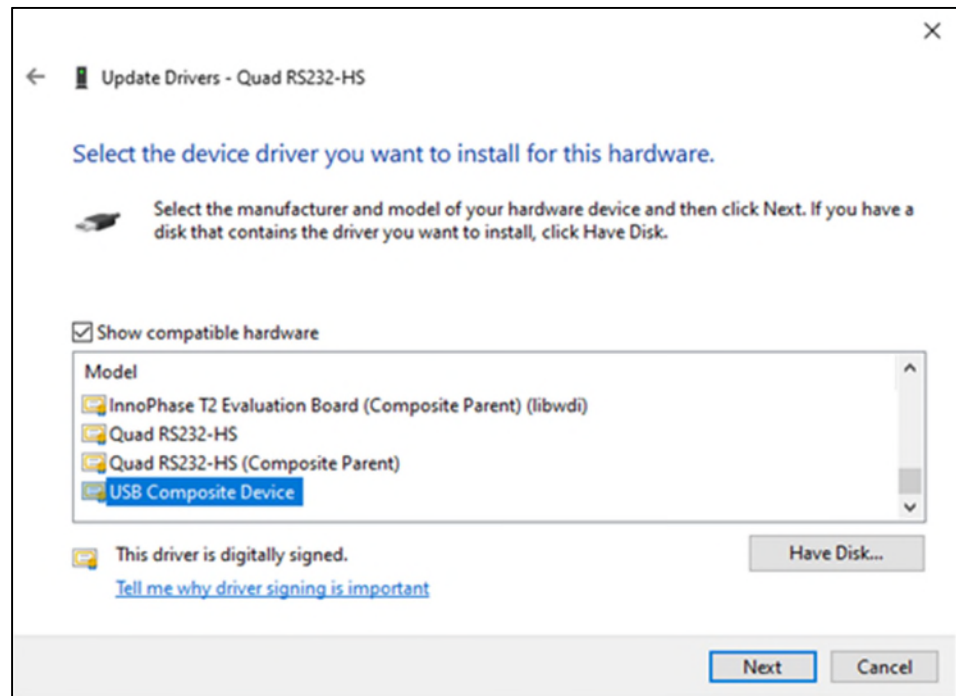 Update Drivers - Quad RS232-HS
Select the device driver you want to install for this hardware.
Select the manufacturer and model of your hardware device and then click Next. If you have a
disk that contains the driver you want to install, click Have Disk.
Show compatible hardware
Model
InnoPhase T2 Evaluation Board (Composite Parent) (libwdi)
Quad RS232-HS
Quad RS232-HS (Composite Parent)
USB Composite Device
This driver is digitally signed.
Have Disk...
Tell me why driver signing is important
Next
Cancel